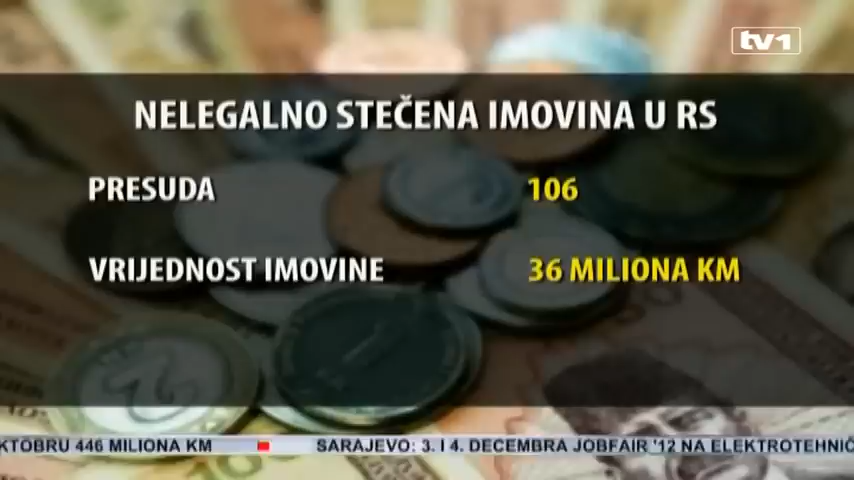 tv1
NELEGALNO STEČENA IMOVINA U RS
PRESUDA 106
VRIJEDNOST IMOVINE 36 MILIONA KM
KTOBRU 446 MILIONA KM SARAJEVO: 3. I 4. DECEMBRA JOBFAIR '12 NA ELEKTROTEHNIČ